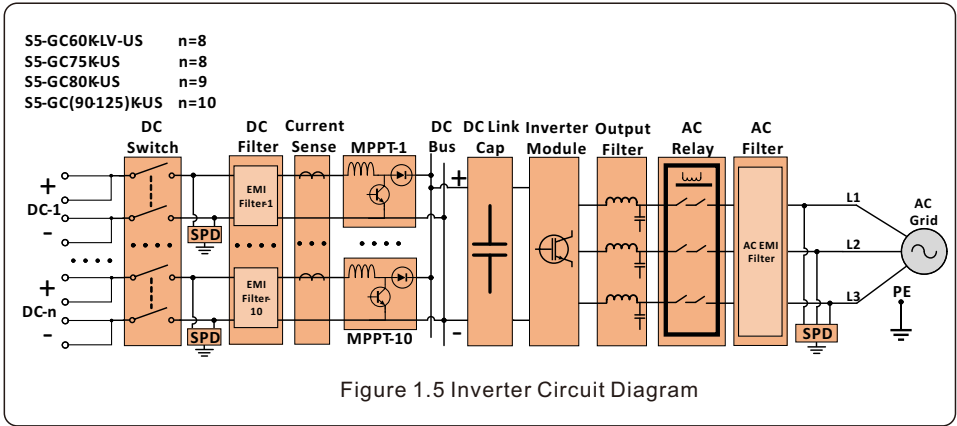 S5-GC60K-LV-US n=8
S5-GC75K-US n=8
S5-GC80K-US n=9
S5-GC(90-125)K-US n=10
DC Switch
DC Filter
Current Sense
MPPT-1
DC Bus
DC Link Cap
Inverter Module
Output Filter
AC Relay
AC Filter
+
DC-1
-
SPD
EMI Filter-1
+
DC-n
-
SPD
EMI Filter-10
MPPT-10
+
-
AC EMI Filter
L1
L2
L3
SPD
AC Grid
PE
Figure 1.5 Inverter Circuit Diagram